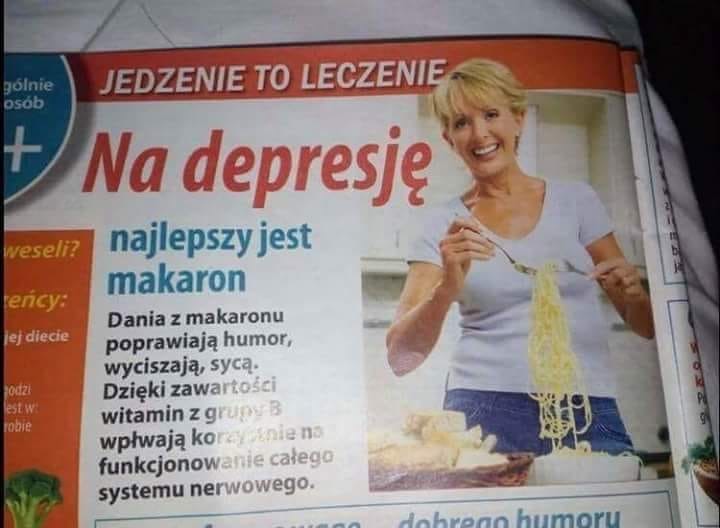 gólnie
osób
+
JEDZENIE TO LECZENIE
Na depresję
najlepszy jest
makaron
Dania z makaronu
poprawiają humor,
wyciszają, sycą.
Dzięki zawartości
witamin z grupy B
wpływają korzystnie na
funkcjonowanie całego
systemu nerwowego.
weseli?
eńcy:
jej diecie
odzi
est w:
robie
dobrego humoru